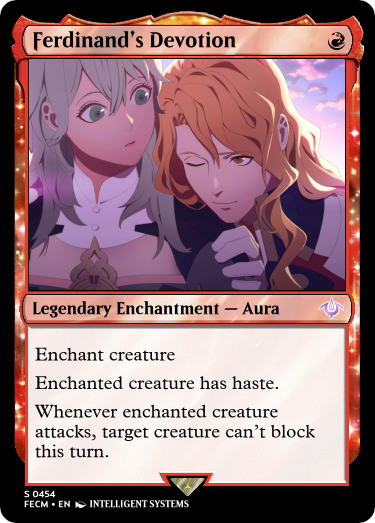 Ferdinand's Devotion
Legendary Enchantment — Aura
Enchant creature
Enchanted creature has haste.
Whenever enchanted creature
attacks, target creature can't block
this turn.
S 0454
FECM • EN INTELLIGENT SYSTEMS